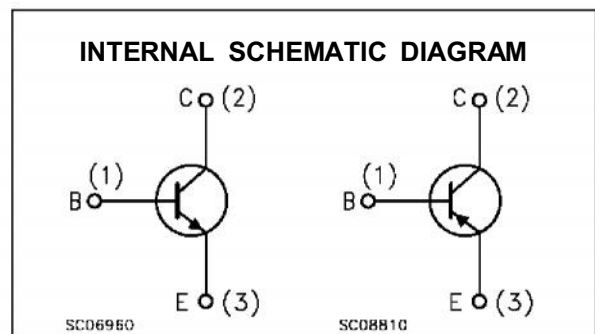 INTERNAL SCHEMATIC DIAGRAM
C (2)
(1)
B
E (3)
SC06960
C (2)
(1)
B
E (3)
SC08810